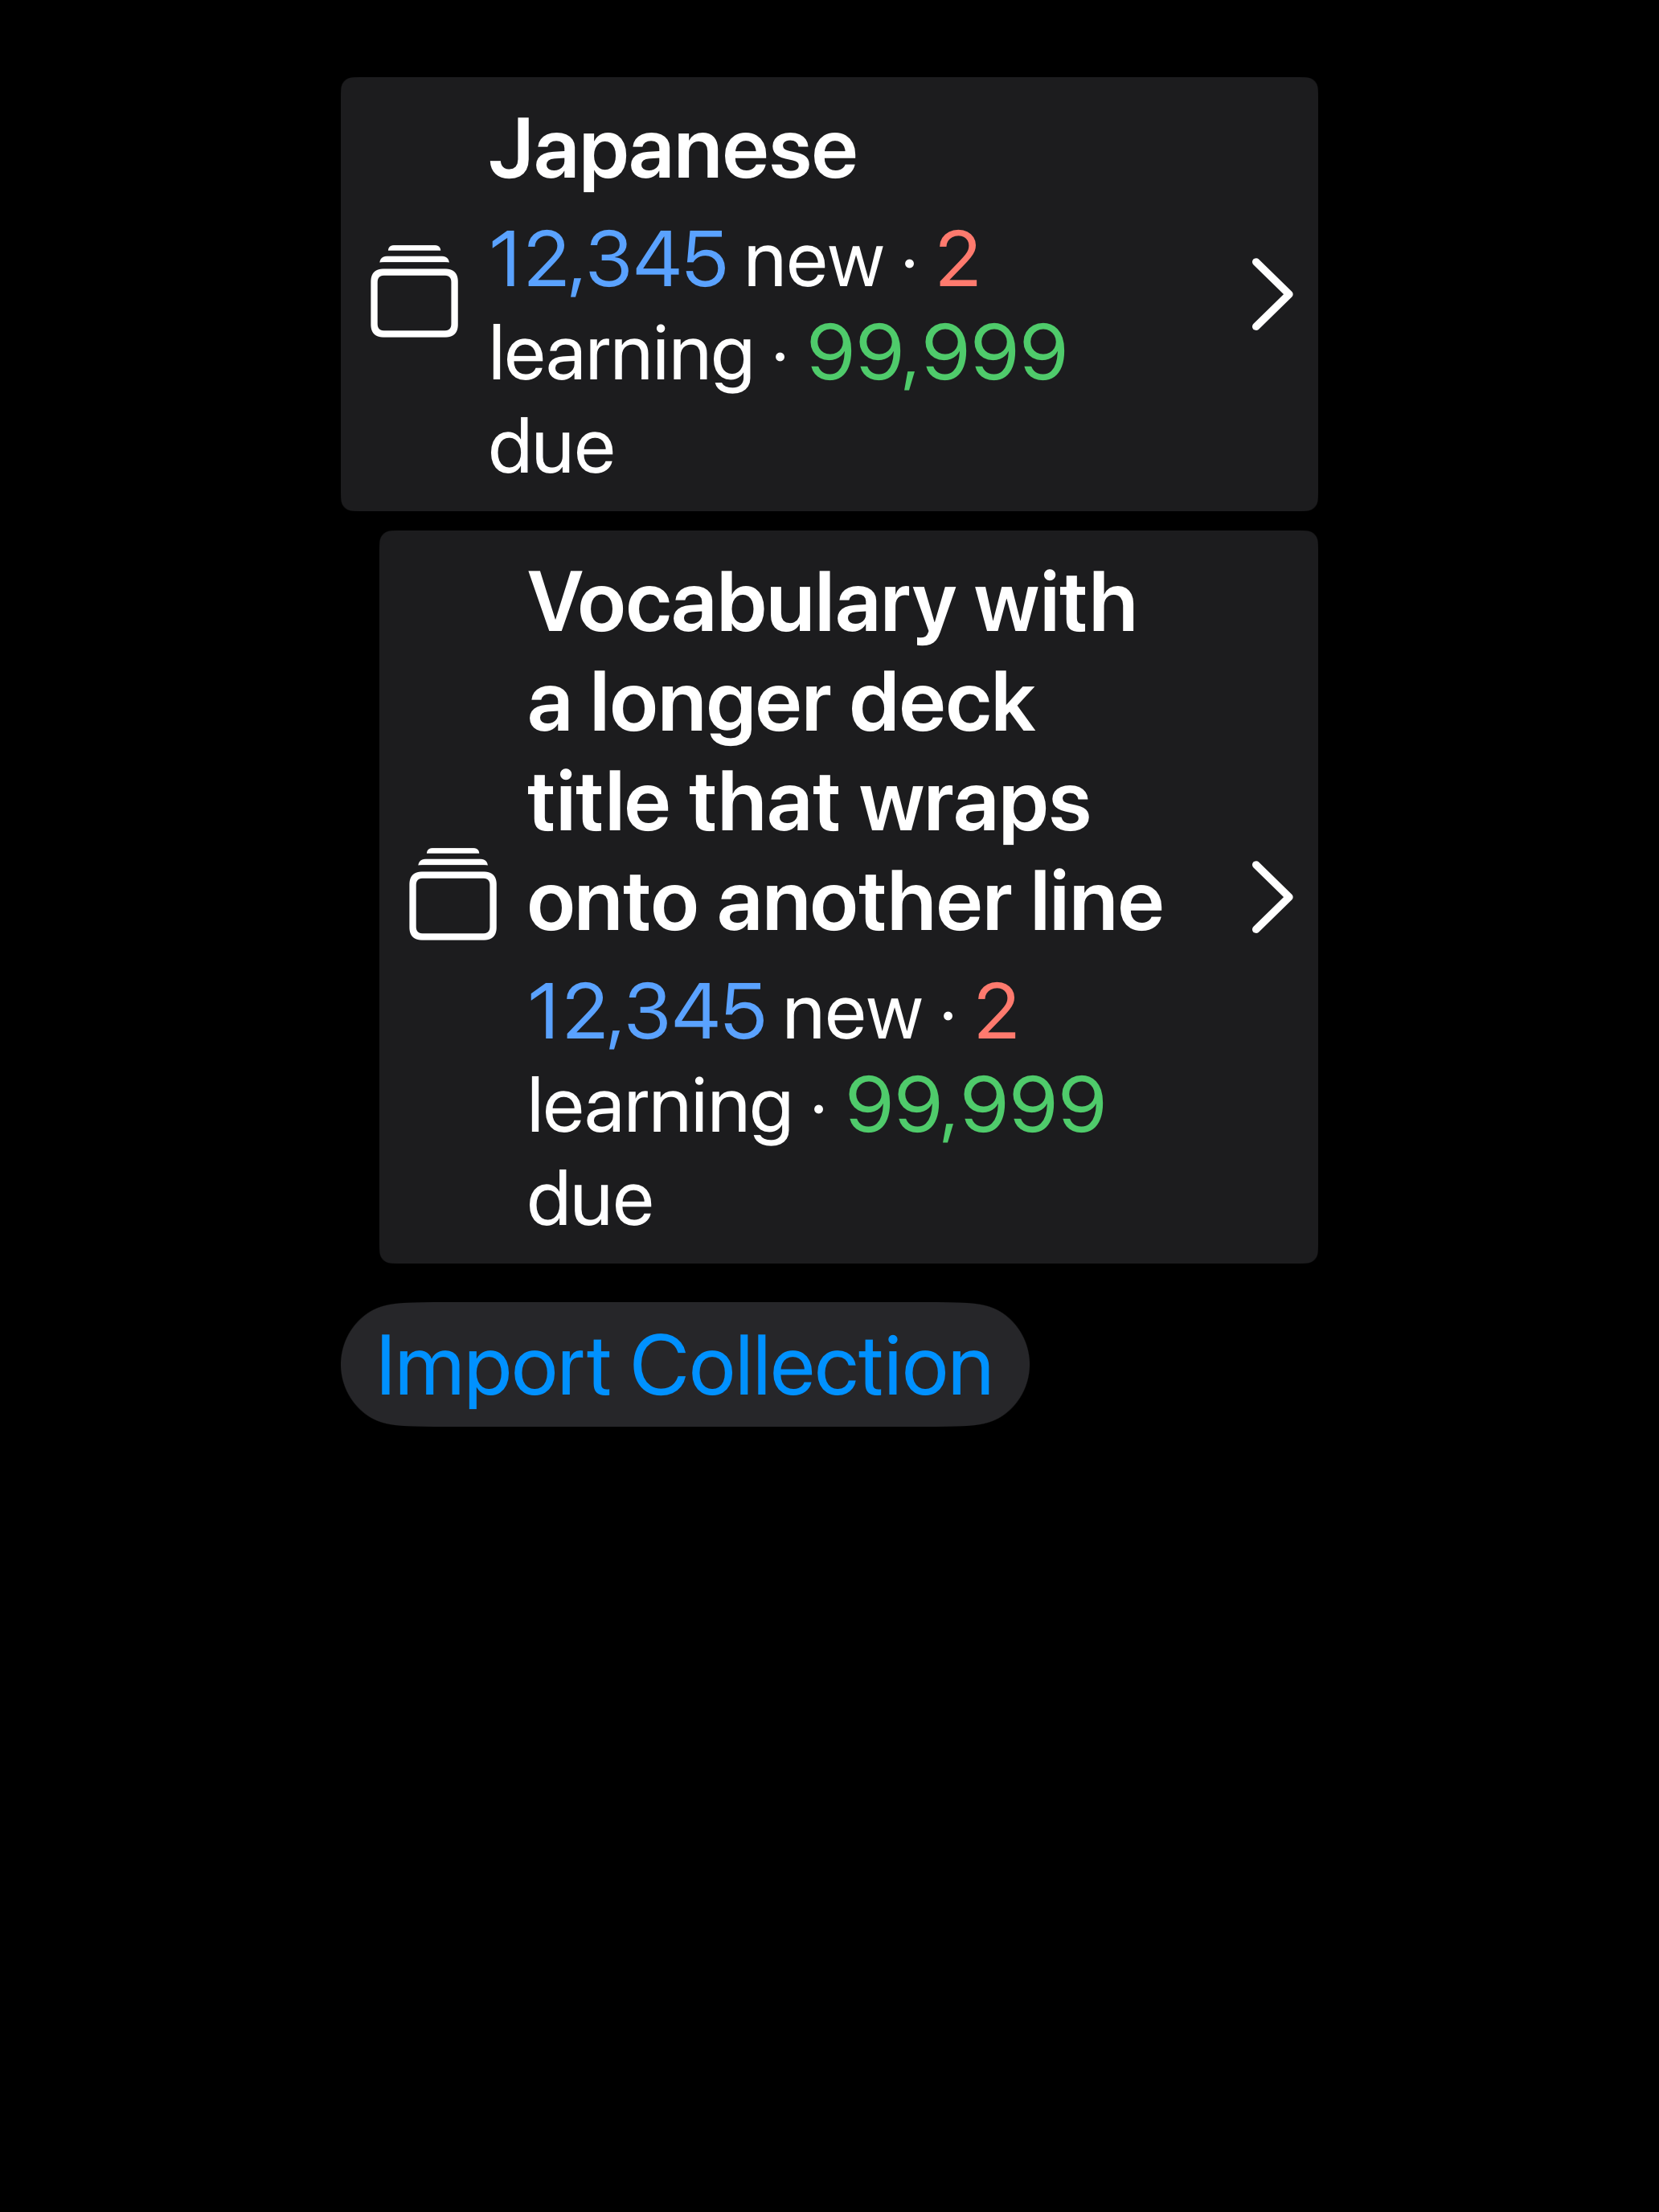 Japanese
12,345 new · 2
learning · 99,999
due
Vocabulary with
a longer deck
title that wraps
onto another line
12,345 new · 2
learning · 99,999
due
Import Collection